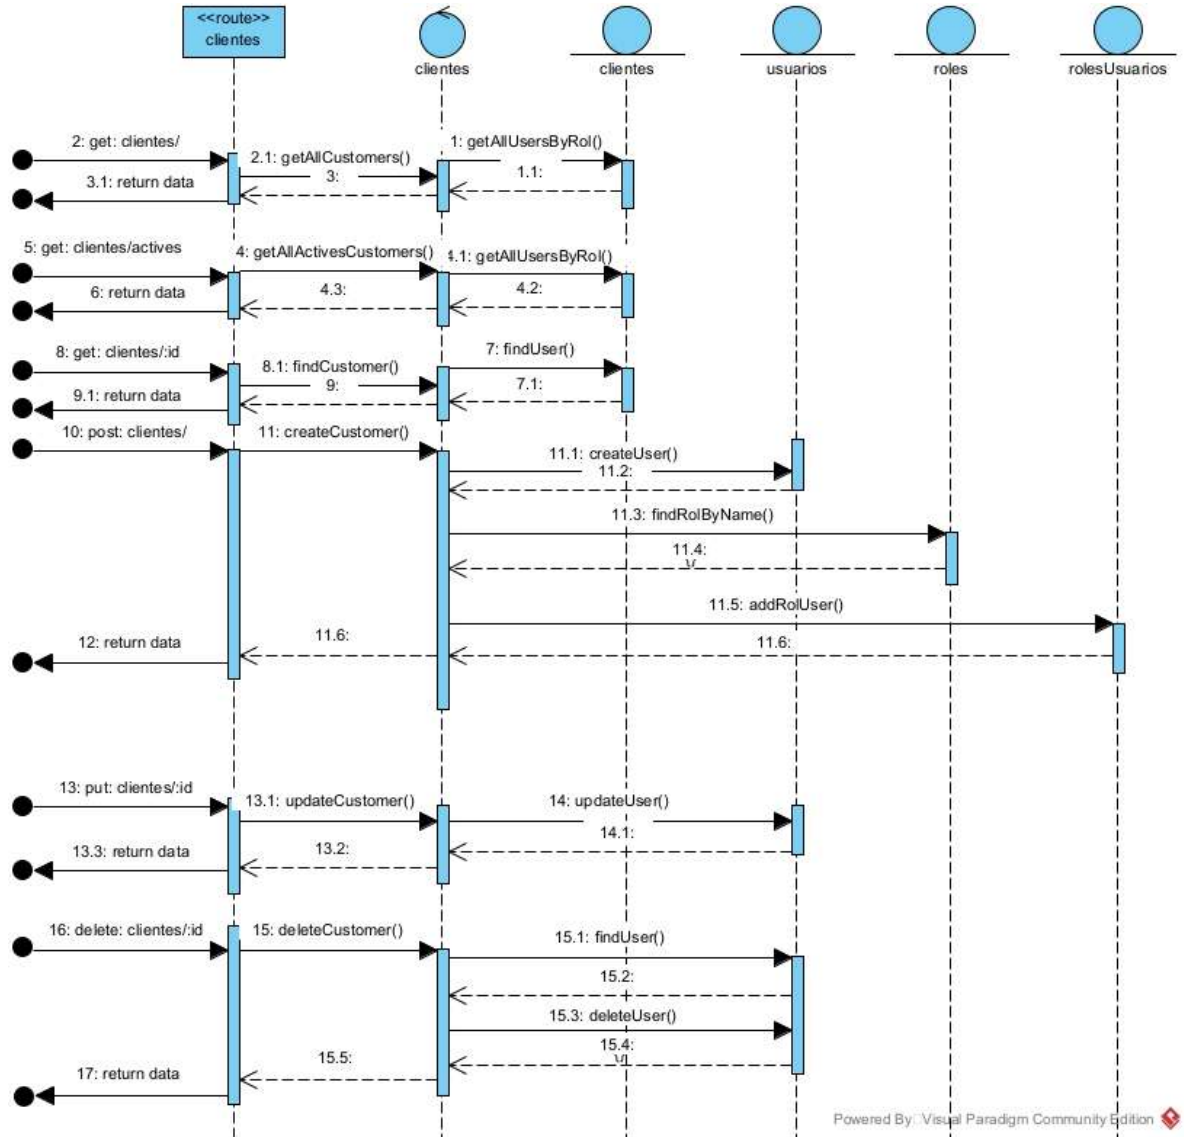 <<route>>
clientes
clientes
clientes
usuarios
roles
rolesUsuarios
2: get: clientes/
2.1: getAllCustomers()
1: getAllUsersByRol()
3:
1.1:
3.1: return data
5: get: clientes/actives
4: getAllActivesCustomers()
4.1: getAllUsersByRol()
6: return data
4.3:
4.2:
8: get: clientes/:id
8.1: findCustomer()
7: findUser()
9:
7.1:
9.1: return data
10: post: clientes/
11: createCustomer()
11.1: createUser()
11.2:
11.3: findRolByName()
11.4:
11.5: addRolUser()
12: return data
11.6:
11.6:
13: put: clientes/:id
13.1: updateCustomer()
14: updateUser()
14.1:
13.3: return data
13.2:
16: delete: clientes/:id
15: deleteCustomer()
15.1: findUser()
15.2:
15.3: deleteUser()
15.4:
15.5:
17: return data
Powered By Visual Paradigm Community Edition